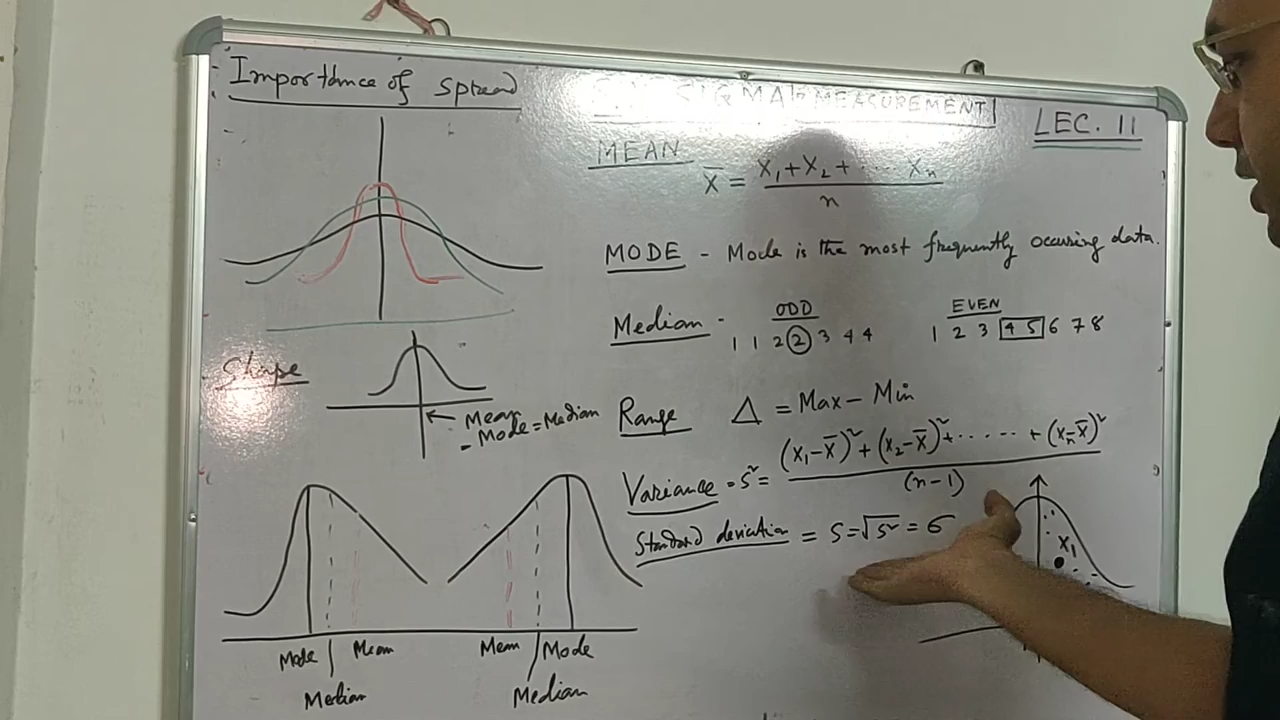 Importance of spread
SIX SIGMA MEASUREMENT
LEC. 11
MEAN
X̅ = X₁+X₂+ ... Xₙ / n
MODE - Mode is the most frequently occuring data.
Median - ODD 1 1 2 2 3 4 4
EVEN 1 2 3 4 5 6 7 8
Shape
Mean
- Mode = Median
Range Δ = Max - Min
Variance = s² = (x₁-x̅)² + (x₂-x̅)² + ..... + (xₙ-x̅)² / (n-1)
Standard deviation = S = √s² = σ
X₁
Mode Mean
Median
Mean Mode
Median